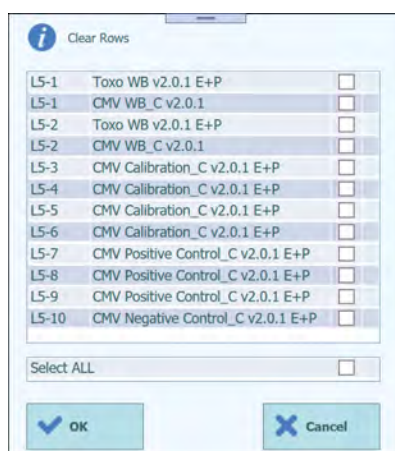 Clear Rows
L5-1 Toxo WB v2.0.1 E+P
L5-1 CMV WB_C v2.0.1
L5-2 Toxo WB v2.0.1 E+P
L5-2 CMV WB_C v2.0.1
L5-3 CMV Calibration_C v2.0.1 E+P
L5-4 CMV Calibration_C v2.0.1 E+P
L5-5 CMV Calibration_C v2.0.1 E+P
L5-6 CMV Calibration_C v2.0.1 E+P
L5-7 CMV Positive Control_C v2.0.1 E+P
L5-8 CMV Positive Control_C v2.0.1 E+P
L5-9 CMV Positive Control_C v2.0.1 E+P
L5-10 CMV Negative Control_C v2.0.1 E+P
Select ALL
OK Cancel